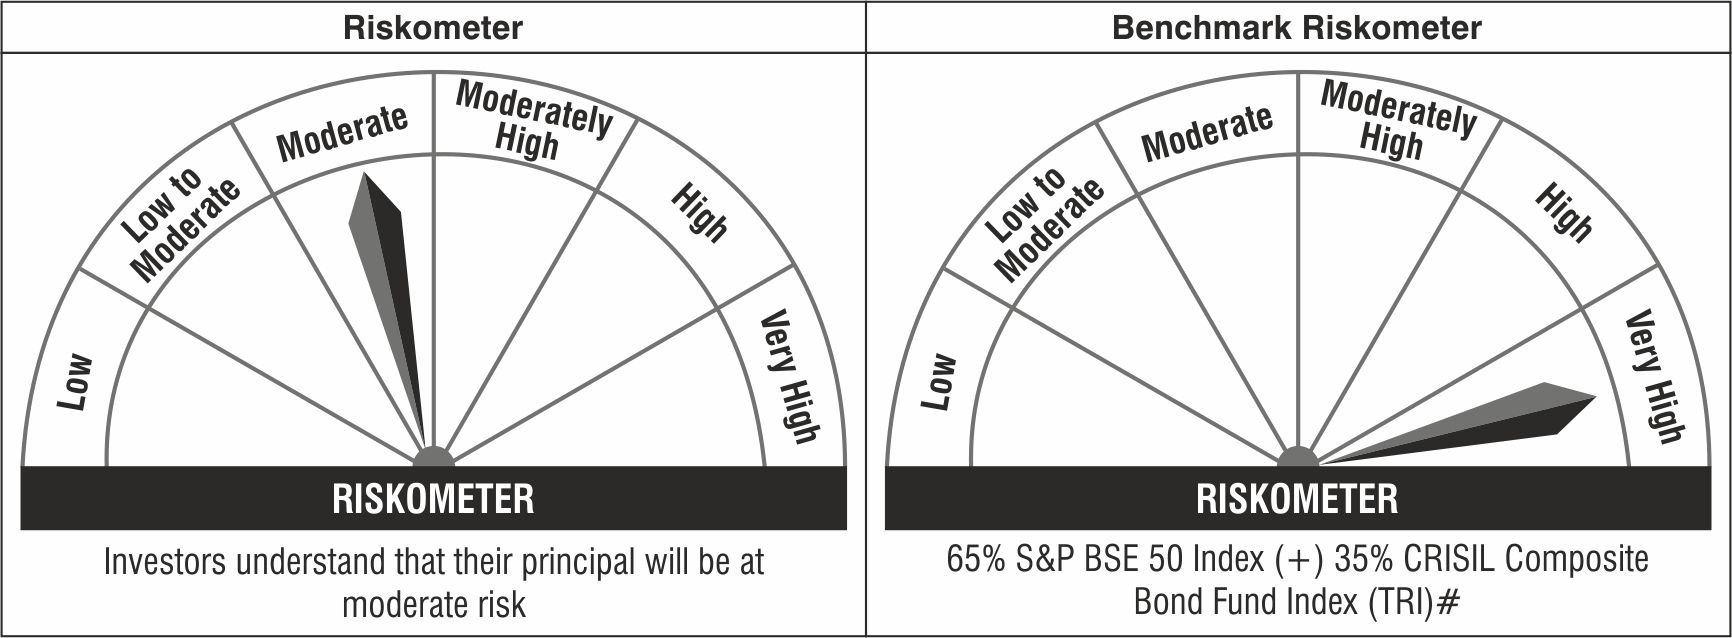 Riskometer
Low
Low to
Moderate
Moderate
Moderately
High
High
Very High
RISKOMETER
Investors understand that their principal will be at
moderate risk
Benchmark Riskometer
Low
Low to
Moderate
Moderate
Moderately
High
High
Very High
RISKOMETER
65% S&P BSE 50 Index (+) 35% CRISIL Composite
Bond Fund Index (TRI)#